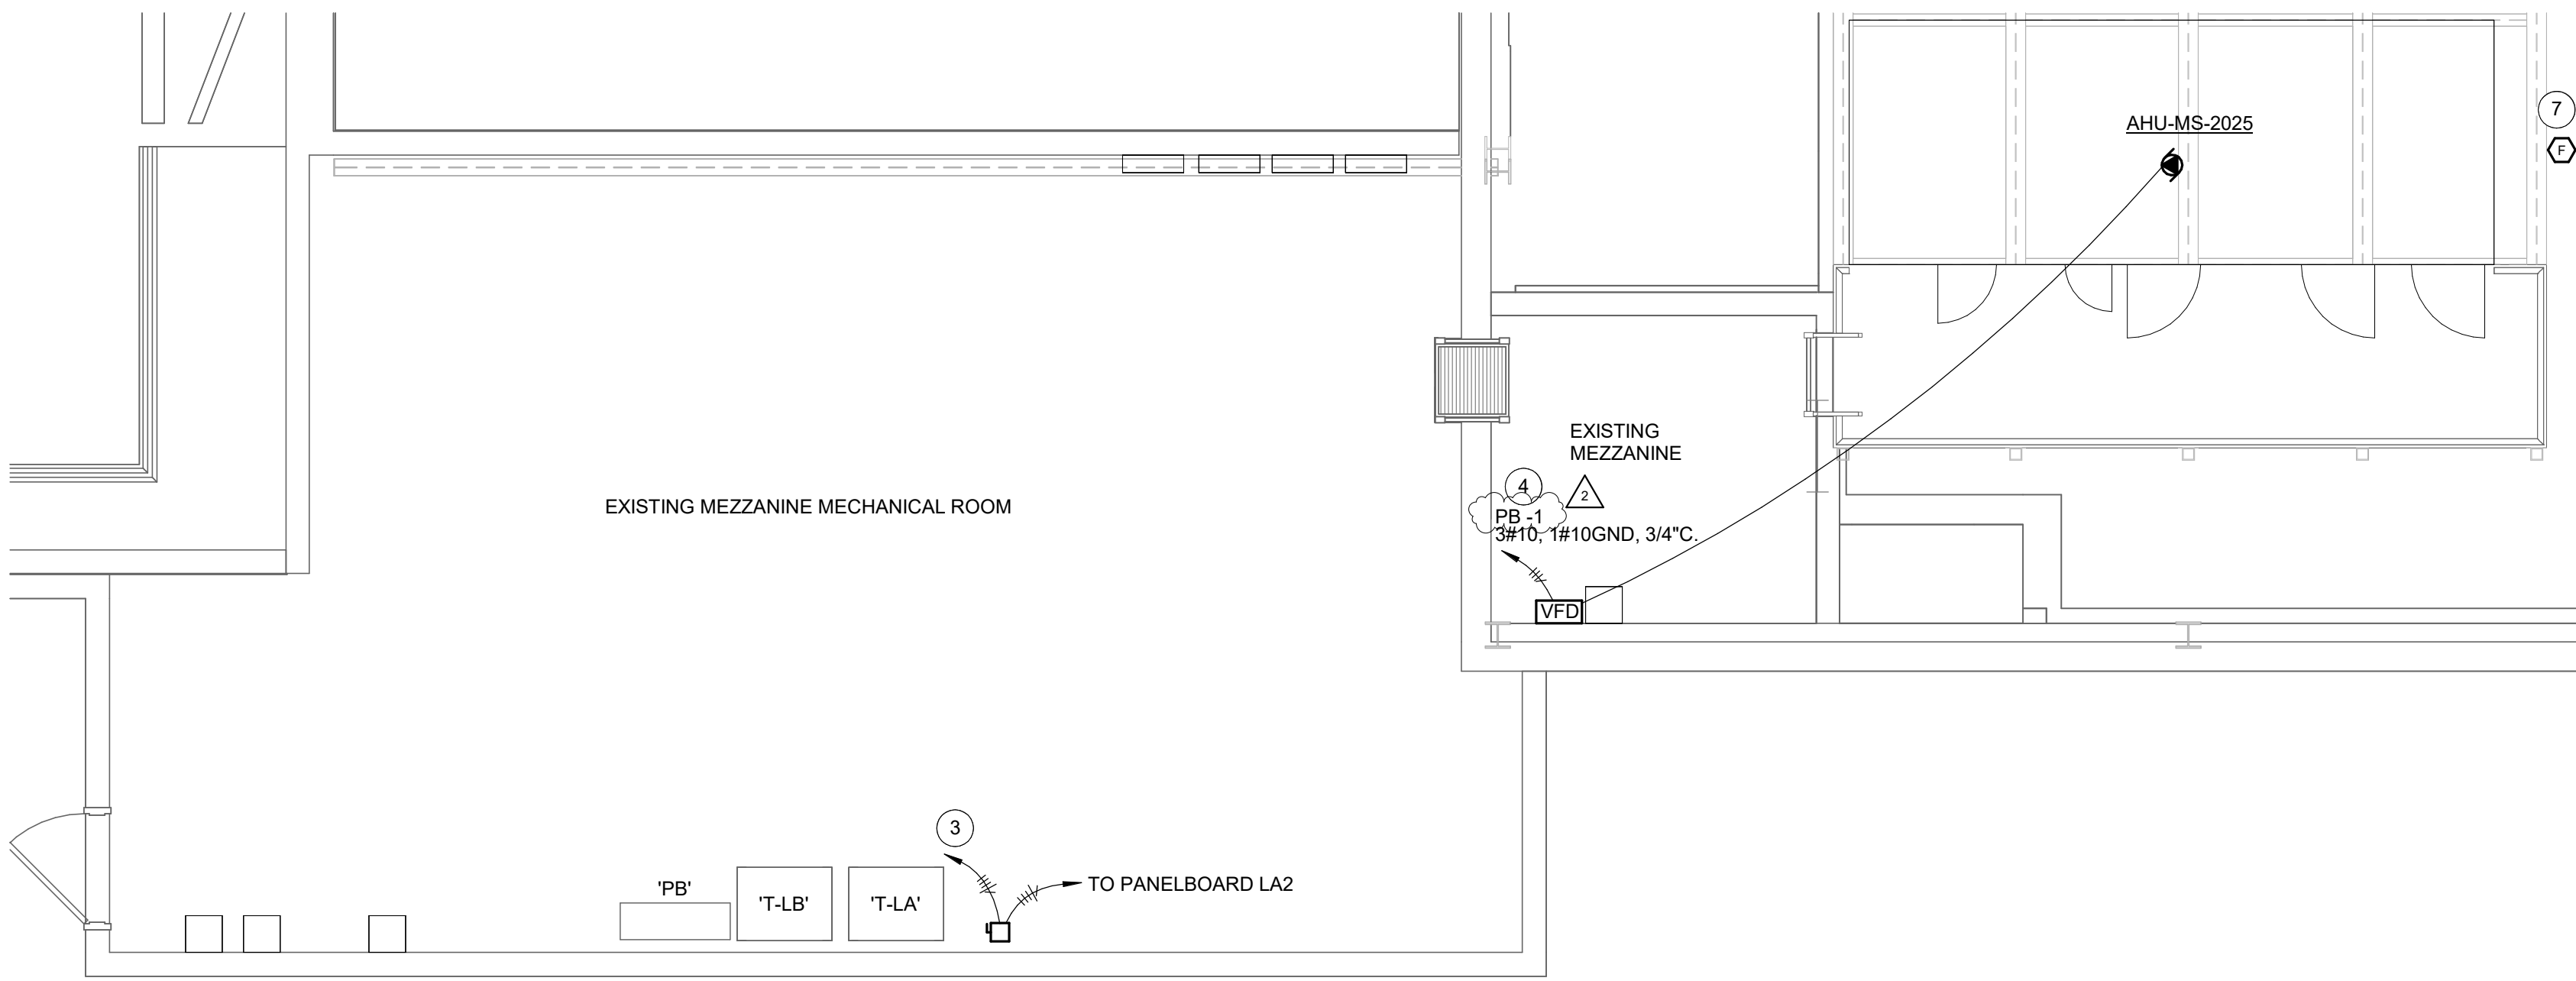 AHU-MS-2025
7
F
EXISTING
MEZZANINE
4
2
PB -1
3#10, 1#10GND, 3/4"C.
EXISTING MEZZANINE MECHANICAL ROOM
VFD
3
'PB'
'T-LB'
'T-LA'
TO PANELBOARD LA2